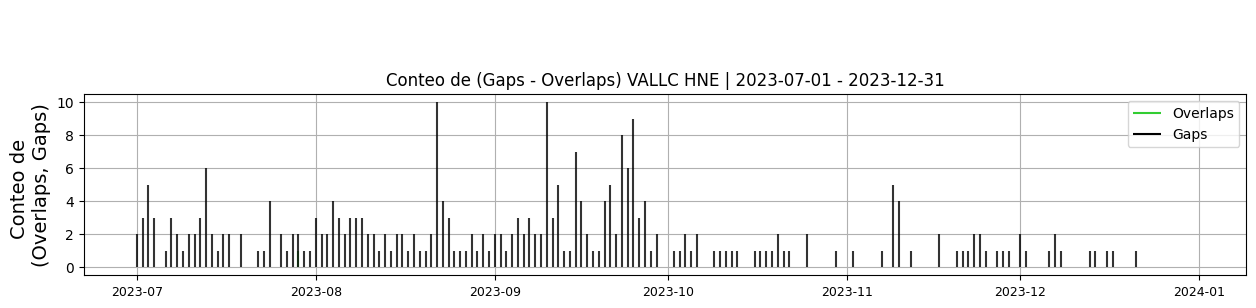 Conteo de (Gaps - Overlaps) VALLC HNE | 2023-07-01 - 2023-12-31
Conteo de
(Overlaps, Gaps)
10
8
6
4
2
0
Overlaps
Gaps
2023-07
2023-08
2023-09
2023-10
2023-11
2023-12
2024-01